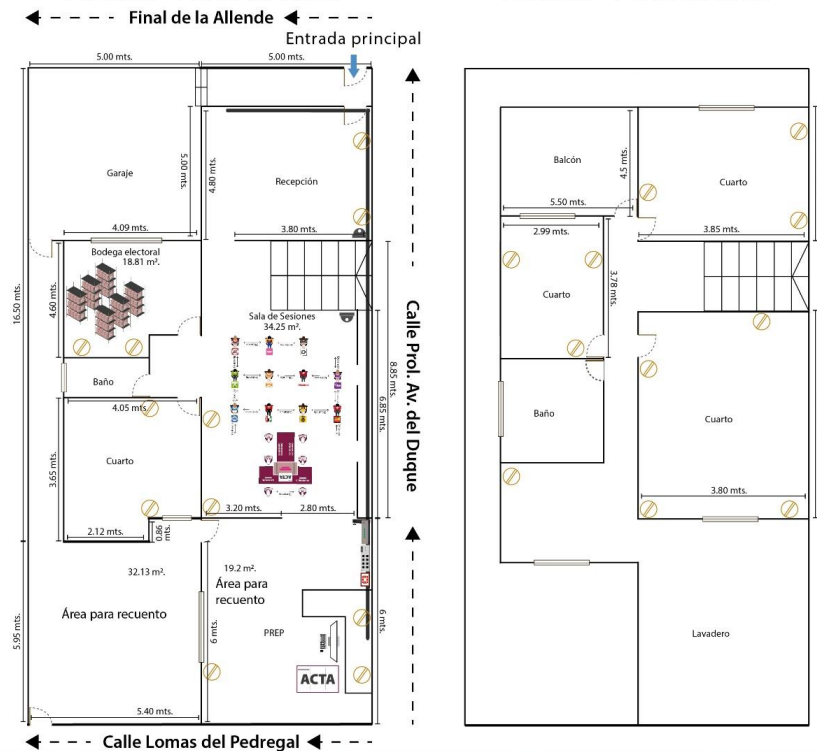 Final de la Allende
Entrada principal
5.00 mts.
5.00 mts.
Garaje
5.00 mts.
4.80 mts.
Recepción
4.09 mts.
3.80 mts.
Bodega electoral
18.81 m².
4.60 mts.
16.50 mts.
Sala de Sesiones
34.25 m².
Baño
4.05 mts.
Cuarto
3.65 mts.
2.12 mts.
0.86 mts.
ACTA
3.20 mts.
2.80 mts.
8.85 mts.
6.85 mts.
Calle Prol. Av. del Duque
32.13 m².
Área para recuento
5.95 mts.
5.40 mts.
19.2 m².
Área para
recuento
6 mts.
PREP
ACTA
6 mts.
Calle Lomas del Pedregal
Balcón
4.5 mts.
5.50 mts.
Cuarto
3.85 mts.
2.99 mts.
Cuarto
3.78 mts.
Baño
Cuarto
3.80 mts.
Lavadero